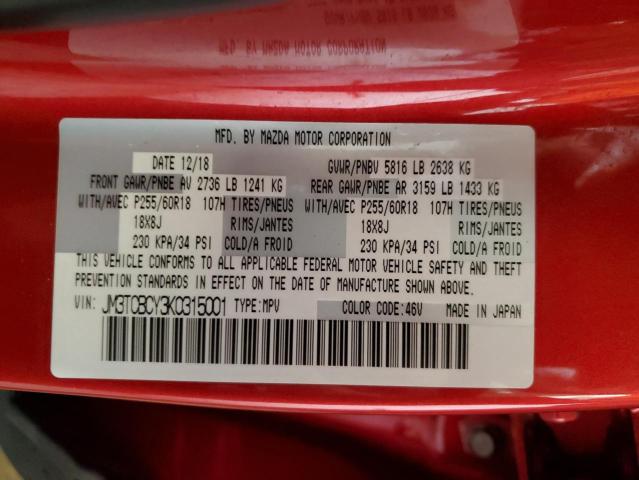 MFD. BY MAZDA MOTOR CORPORATION
DATE 12/18 GVWR/PNBV 5816 LB 2638 KG
FRONT GAWR/PNBE AV 2736 LB 1241 KG REAR GAWR/PNBE AR 3159 LB 1433 KG
WITH/AVEC P255/60R18 107H TIRES/PNEUS WITH/AVEC P255/60R18 107H TIRES/PNEUS
18X8J RIMS/JANTES 18X8J RIMS/JANTES
230 KPA/34 PSI COLD/A FROID 230 KPA/34 PSI COLD/A FROID
THIS VEHICLE CONFORMS TO ALL APPLICABLE FEDERAL MOTOR VEHICLE SAFETY AND THEFT
PREVENTION STANDARDS IN EFFECT ON THE DATE OF MANUFACTURE SHOWN ABOVE.
VIN: JM3TCBCY3K0315001 TYPE:MPV COLOR CODE:46V MADE IN JAPAN